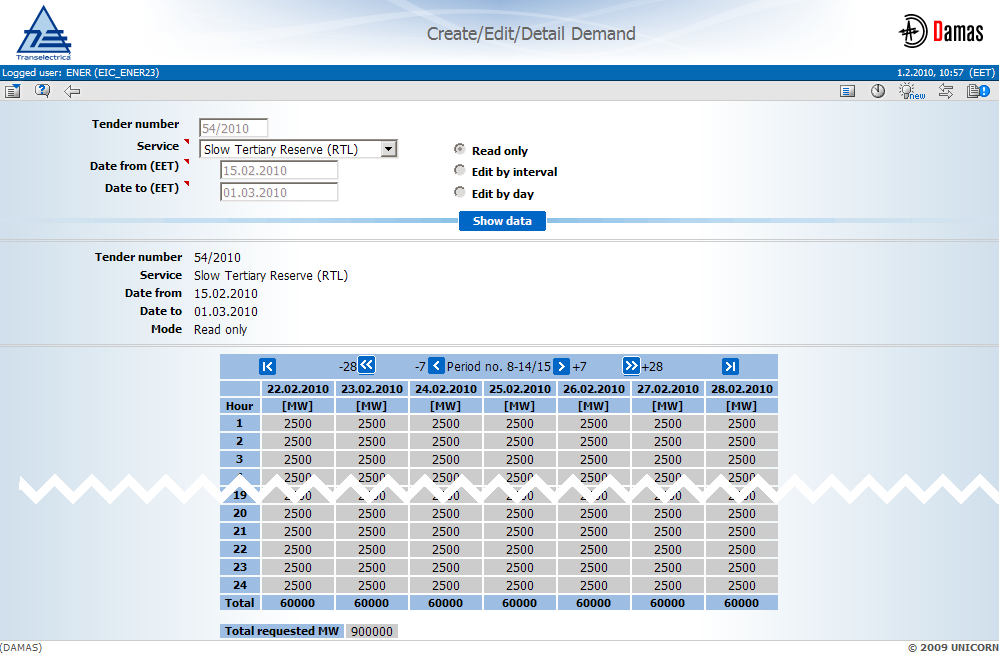 Transelectrica
Create/Edit/Detail Demand
Damas
Logged user: ENER (EIC_ENER23)
1.2.2010, 10:57 (EET)
new
Tender number 54/2010
Service Slow Tertiary Reserve (RTL)
Date from (EET) 15.02.2010
Date to (EET) 01.03.2010
Read only
Edit by interval
Edit by day
Show data
Tender number 54/2010
Service Slow Tertiary Reserve (RTL)
Date from 15.02.2010
Date to 01.03.2010
Mode Read only
-28 -7 Period no. 8-14/15 +7 +28
22.02.2010 23.02.2010 24.02.2010 25.02.2010 26.02.2010 27.02.2010 28.02.2010
Hour [MW] [MW] [MW] [MW] [MW] [MW] [MW]
1 2500 2500 2500 2500 2500 2500 2500
2 2500 2500 2500 2500 2500 2500 2500
3 2500 2500 2500 2500 2500 2500 2500
2500 2500 2500 2500 2500 2500 2500
19
20 2500 2500 2500 2500 2500 2500 2500
21 2500 2500 2500 2500 2500 2500 2500
22 2500 2500 2500 2500 2500 2500 2500
23 2500 2500 2500 2500 2500 2500 2500
24 2500 2500 2500 2500 2500 2500 2500
Total 60000 60000 60000 60000 60000 60000 60000
Total requested MW 900000
(DAMAS)
© 2009 UNICORN